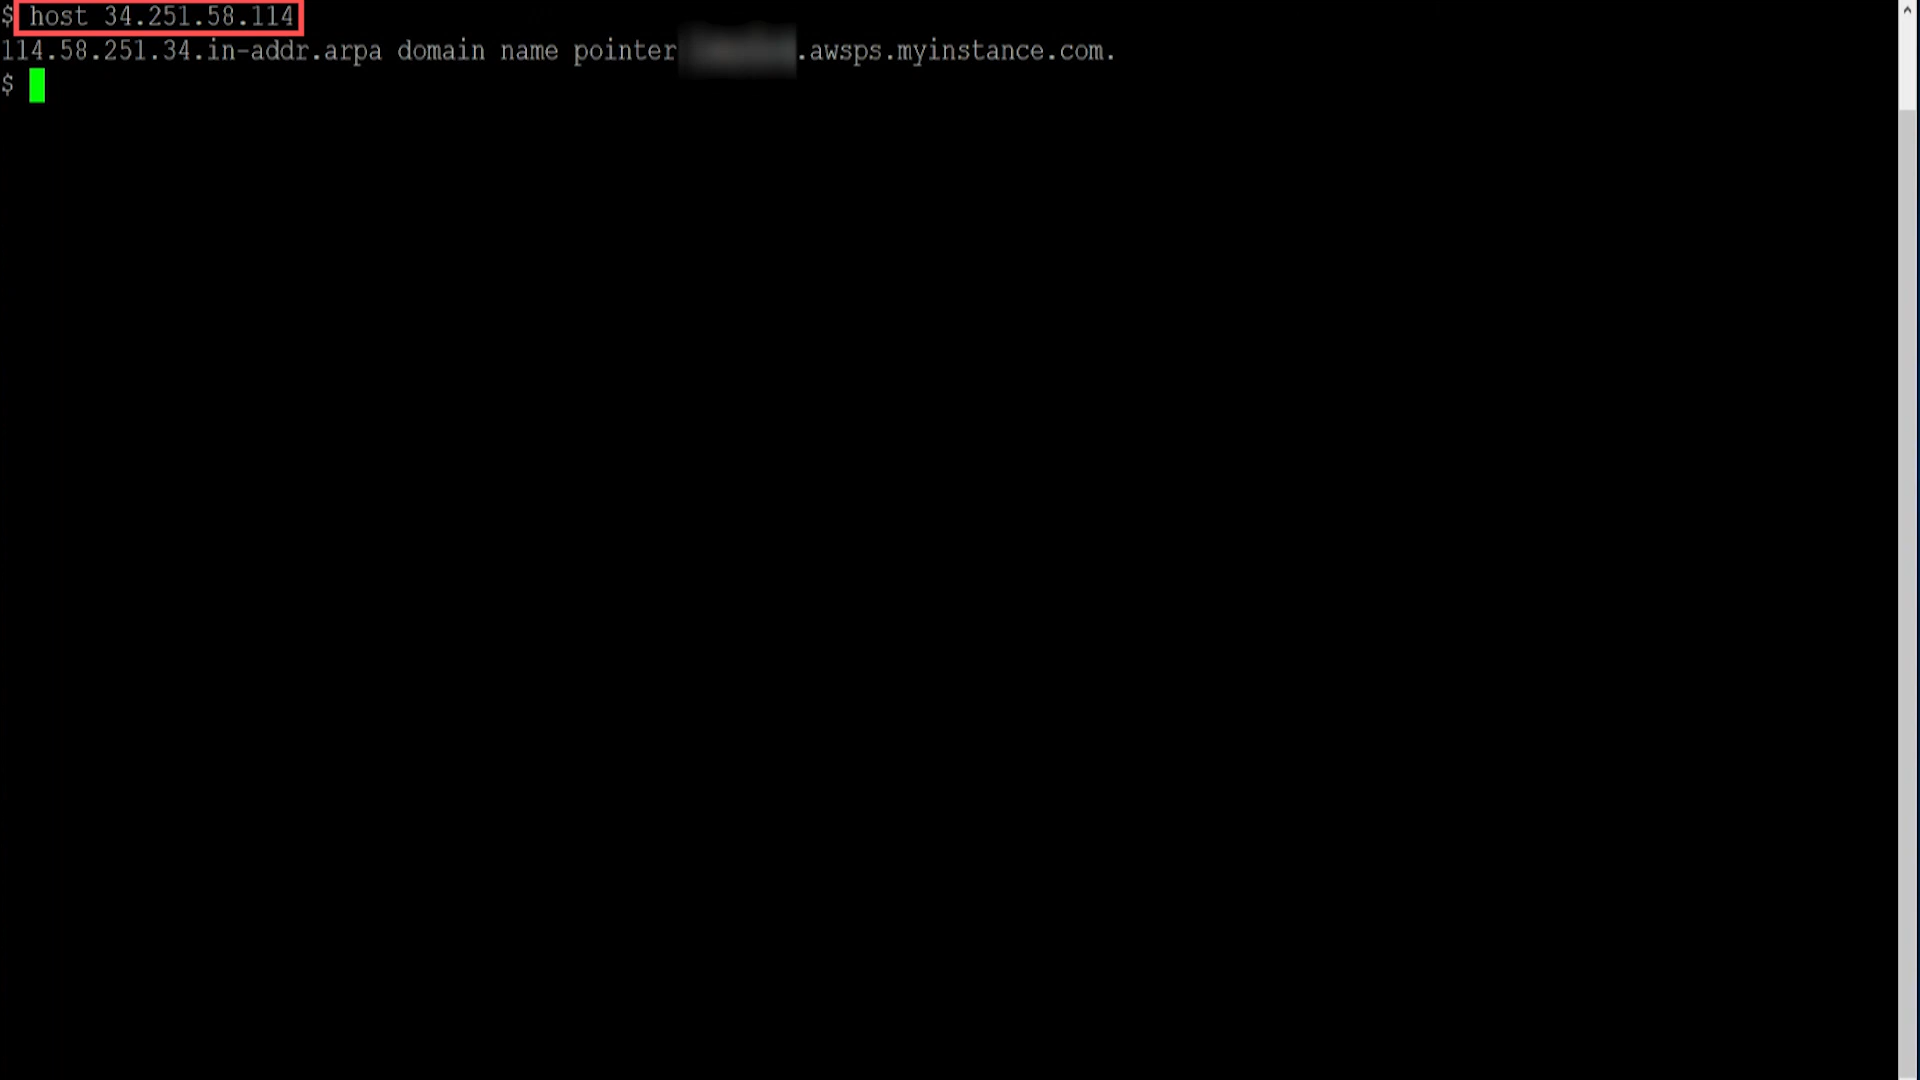 $ host 34.251.58.114
114.58.251.34.in-addr.arpa domain name pointer .awsps.myinstance.com.
$